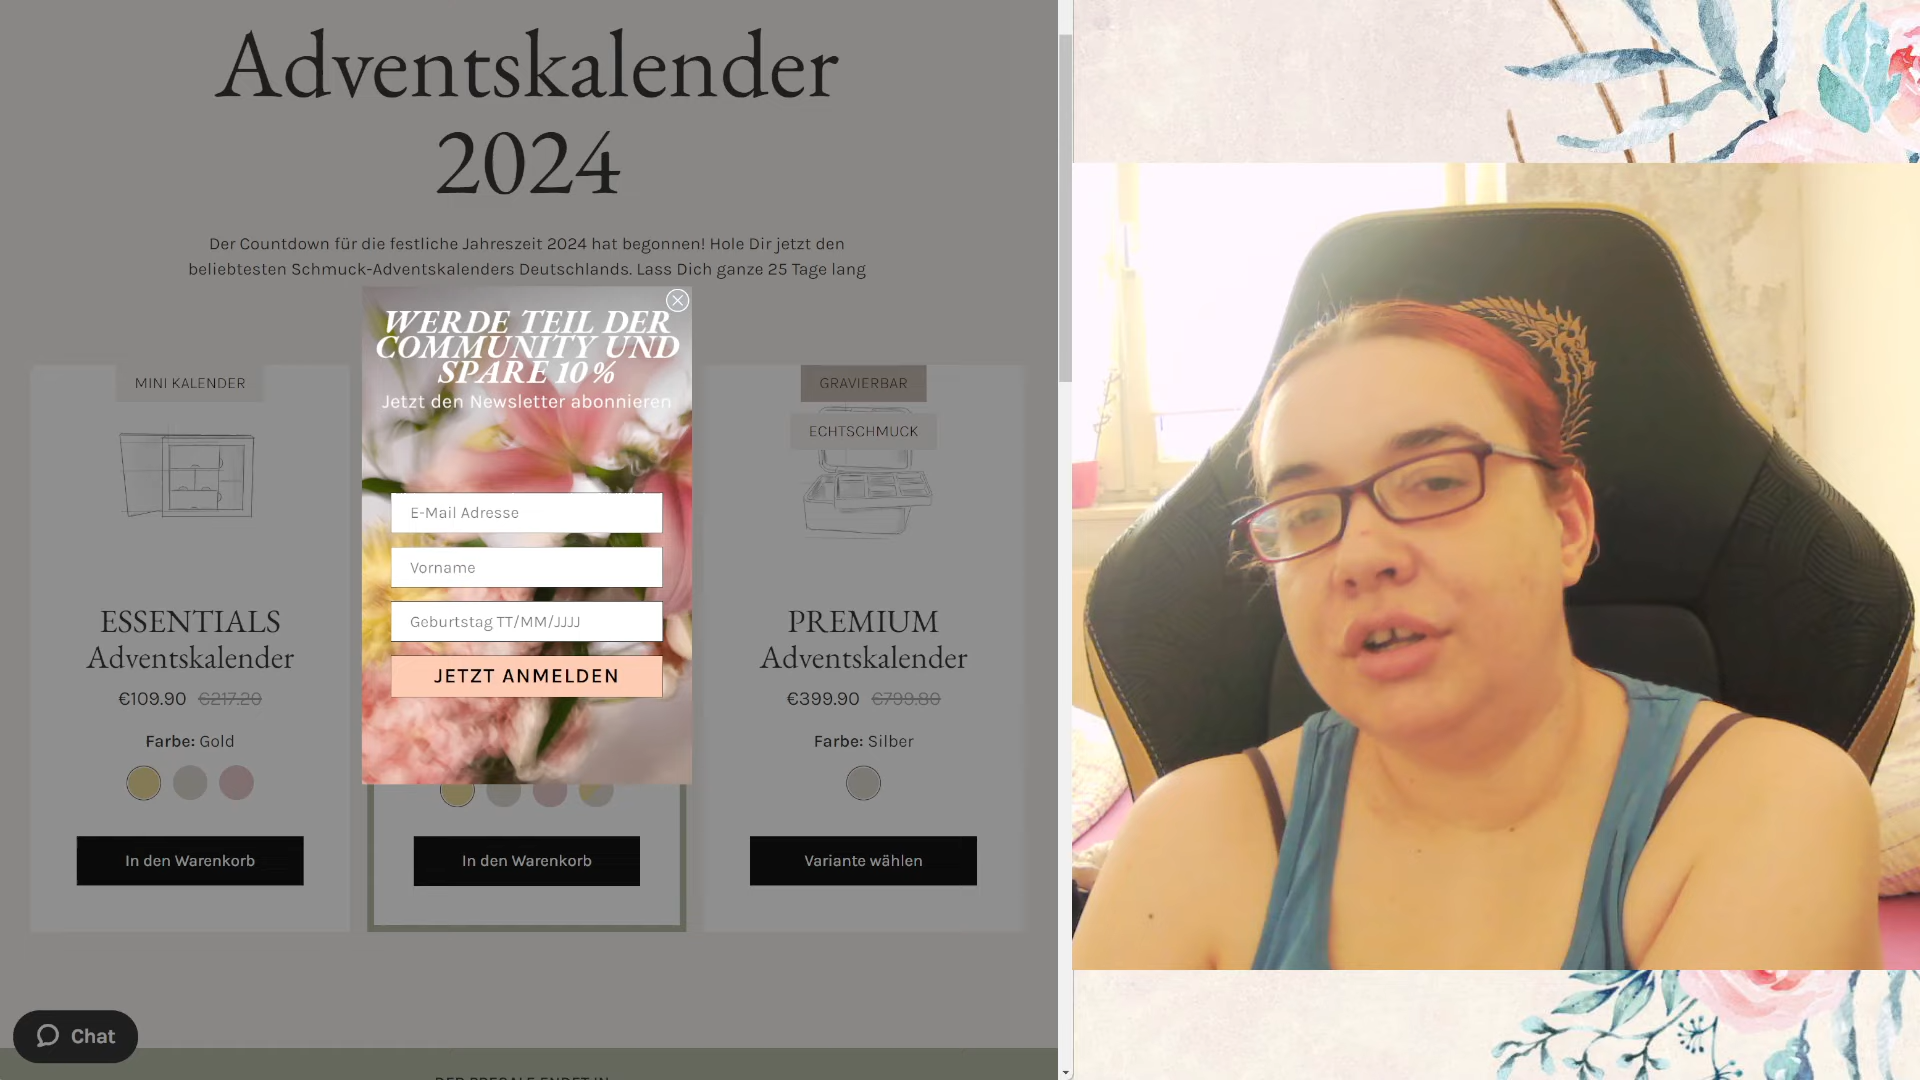 Adventskalender
2024
Der Countdown für die festliche Jahreszeit 2024 hat begonnen! Hole Dir jetzt den
beliebtesten Schmuck-Adventskalenders Deutschlands. Lass Dich ganze 25 Tage lang
WERDE TEIL DER
COMMUNITY UND
SPARE 10%
Jetzt den Newsletter abonnieren
E-Mail Adresse
Vorname
Geburtstag TT/MM/JJJJ
JETZT ANMELDEN
MINI KALENDER
ESSENTIALS
Adventskalender
€109.90 €217.20
Farbe: Gold
In den Warenkorb
In den Warenkorb
GRAVIERBAR
ECHTSCHMUCK
PREMIUM
Adventskalender
€399.90 €799.80
Farbe: Silber
Variante wählen
Chat